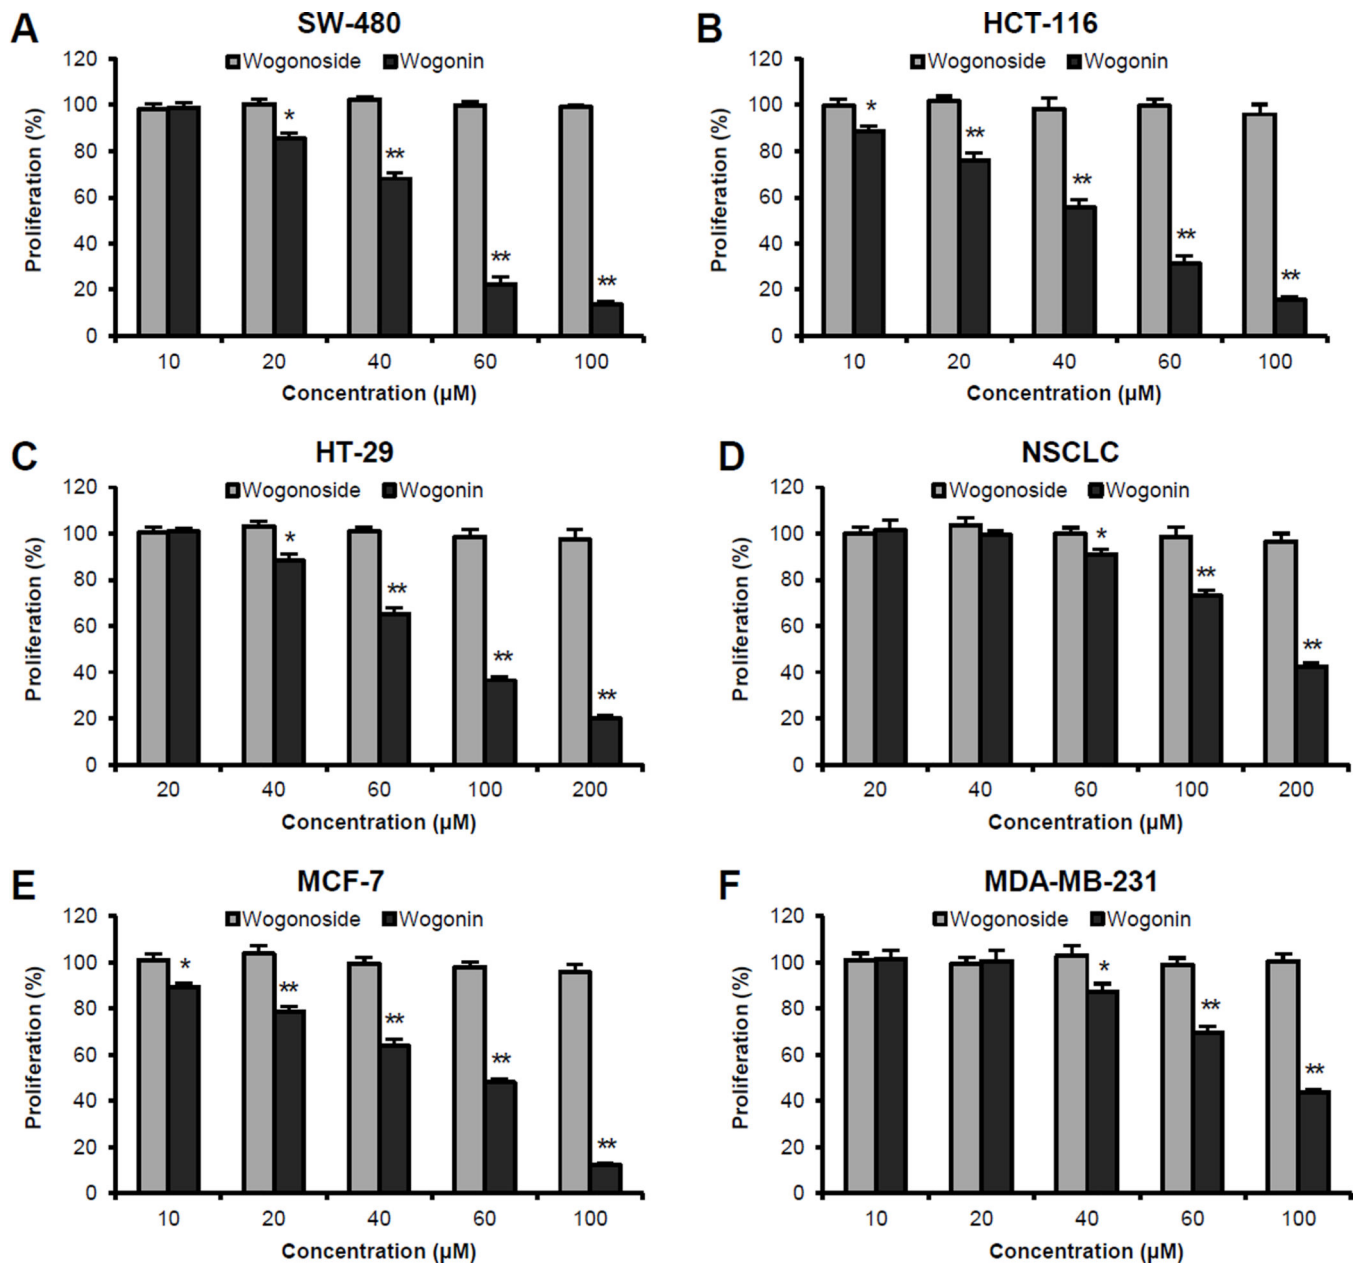 A
SW-480
Wogonoside Wogonin
Proliferation (%)
120
100
80
60
40
20
0
* ** ** **
10 20 40 60 100
Concentration (µM)
B
HCT-116
Wogonoside Wogonin
Proliferation (%)
120
100
80
60
40
20
0
* ** ** ** **
10 20 40 60 100
Concentration (µM)
C
HT-29
Wogonoside Wogonin
Proliferation (%)
120
100
80
60
40
20
0
* ** ** **
20 40 60 100 200
Concentration (µM)
D
NSCLC
Wogonoside Wogonin
Proliferation (%)
120
100
80
60
40
20
0
* ** **
20 40 60 100 200
Concentration (µM)
E
MCF-7
Wogonoside Wogonin
Proliferation (%)
120
100
80
60
40
20
0
* ** ** ** **
10 20 40 60 100
Concentration (µM)
F
MDA-MB-231
Wogonoside Wogonin
Proliferation (%)
120
100
80
60
40
20
0
* ** **
10 20 40 60 100
Concentration (µM)